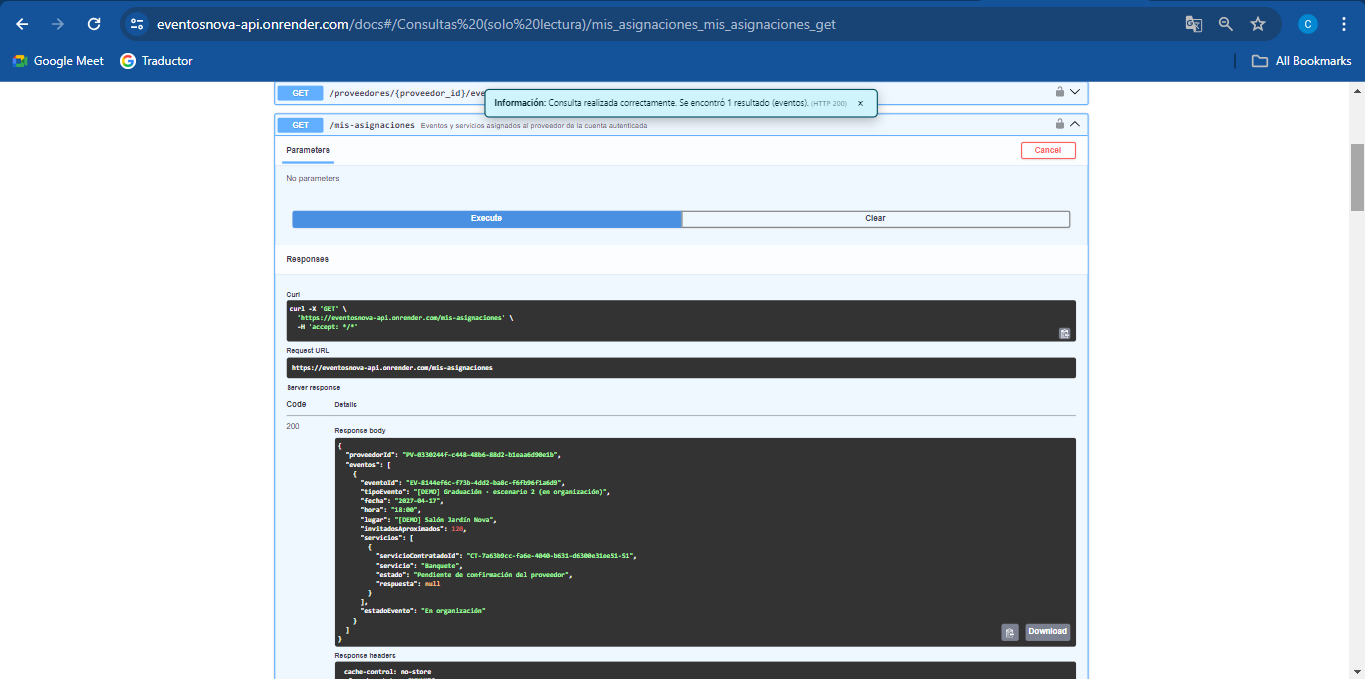 eventosnova-api.onrender.com/docs#/Consultas%20(solo%20lectura)/mis_asignaciones_mis_asignaciones_get
C
Google Meet
Traductor
All Bookmarks
GET /proveedores/{proveedor_id}/eve
Información: Consulta realizada correctamente. Se encontró 1 resultado (eventos). (HTTP 200) x
GET /mis-asignaciones Eventos y servicios asignados al proveedor de la cuenta autenticada
Parameters
Cancel
No parameters
Execute
Clear
Responses
Curl
curl -X 'GET' \
'https://eventosnova-api.onrender.com/mis-asignaciones' \
-H 'accept: */*'
Request URL
https://eventosnova-api.onrender.com/mis-asignaciones
Server response
Code Details
200
Response body
{
"proveedorId": "PV-0330244f-c448-48b6-88d2-b1eaa6d90e1b",
"eventos": [
{
"eventoId": "EV-8144ef6c-f73b-4dd2-ba8c-f6fb96f1a6d9",
"tipoEvento": "[DEMO] Graduación · escenario 2 (en organización)",
"fecha": "2027-04-17",
"hora": "18:00",
"lugar": "[DEMO] Salón Jardín Nova",
"invitadosAproximados": 120,
"servicios": [
{
"servicioContratadoId": "CT-7a63b9cc-fa6e-4040-b631-d6300e31ee51-S1",
"servicio": "Banquete",
"estado": "Pendiente de confirmación del proveedor",
"respuesta": null
}
],
"estadoEvento": "En organización"
}
]
}
Download
Response headers
cache-control: no-store